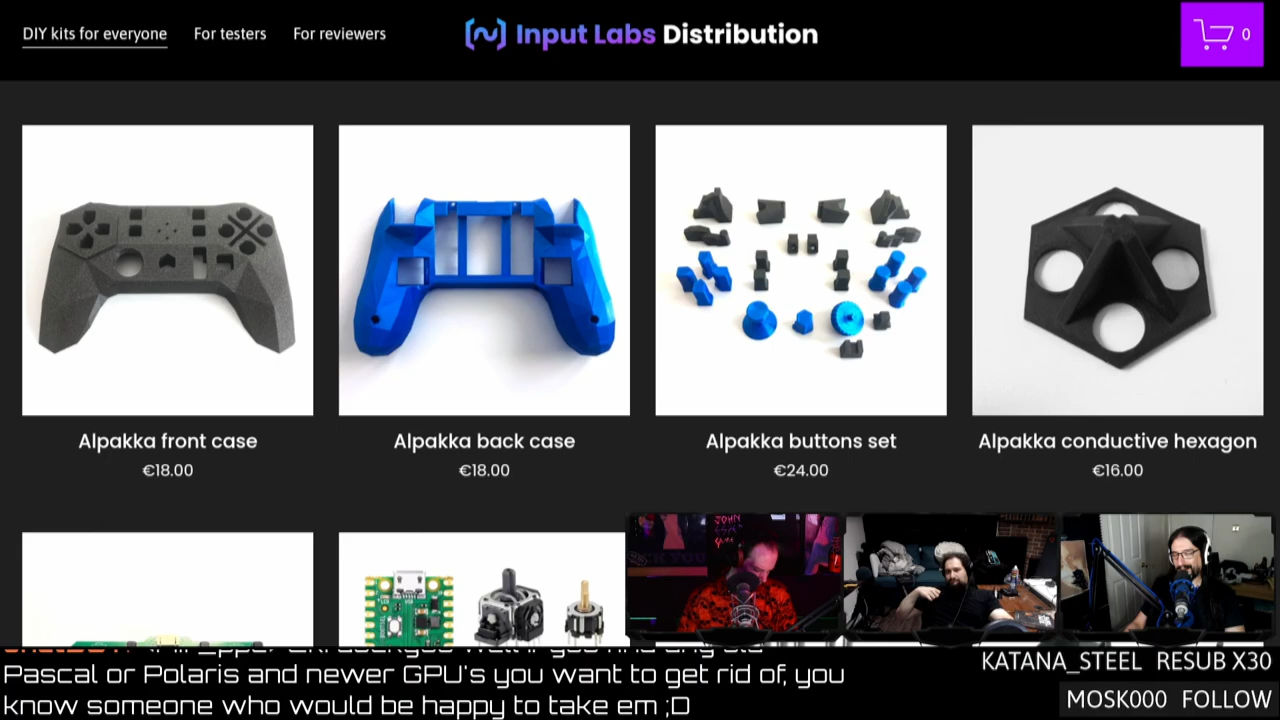 DIY kits for everyone For testers For reviewers Input Labs Distribution 0
Alpakka front case Alpakka back case Alpakka buttons set Alpakka conductive hexagon
€18.00 €18.00 €24.00 €16.00
JOHN
Pascal or Polaris and newer GPU's you want to get rid of, you
know someone who would be happy to take em ;D
KATANA_STEEL RESUB X30
MOSK000 FOLLOW